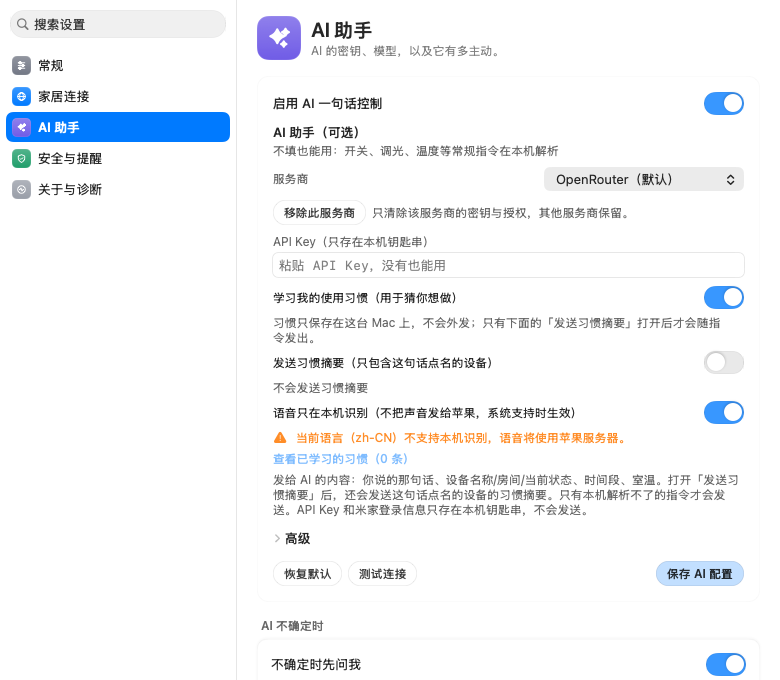 搜索设置
常规
家居连接
AI 助手
安全与提醒
关于与诊断
AI 助手
AI 的密钥、模型，以及它有多主动。
启用 AI 一句话控制
AI 助手（可选）
不填也能用：开关、调光、温度等常规指令在本机解析
服务商
OpenRouter（默认）
移除此服务商 只清除该服务商的密钥与授权，其他服务商保留。
API Key（只存在本机钥匙串）
粘贴 API Key，没有也能用
学习我的使用习惯（用于猜你想做）
习惯只保存在这台 Mac 上，不会外发；只有下面的「发送习惯摘要」打开后才会随指
令发出。
发送习惯摘要（只包含这句话点名的设备）
不会发送习惯摘要
语音只在本机识别（不把声音发给苹果，系统支持时生效）
当前语言（zh-CN）不支持本机识别，语音将使用苹果服务器。
查看已学习的习惯（0 条）
发给 AI 的内容：你说的那句话、设备名称/房间/当前状态、时间段、室温。打开「发送习
惯摘要」后，还会发送这句话点名的设备的习惯摘要。只有本机解析不了的指令才会发
送。API Key 和米家登录信息只存在本机钥匙串，不会发送。
高级
恢复默认 测试连接 保存 AI 配置
AI 不确定时
不确定时先问我